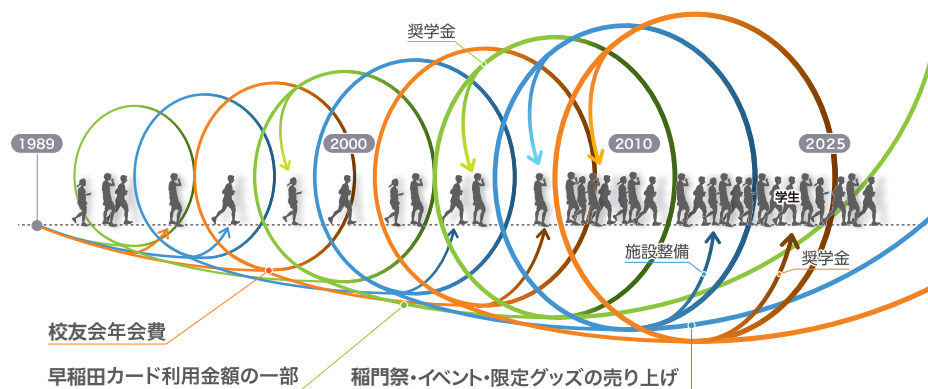 奨学金
1989
2000
2010
2025
学生
施設整備
奨学金
校友会年会費
早稲田カード利用金額の一部
稲門祭・イベント・限定グッズの売り上げ